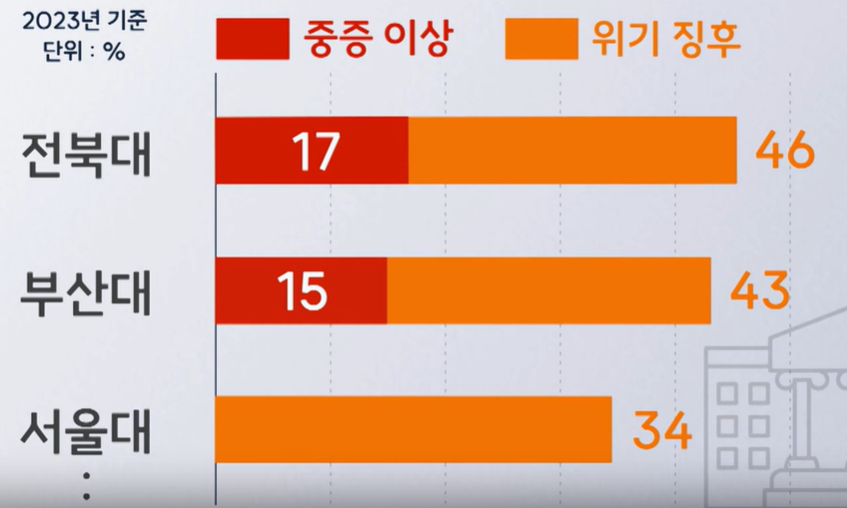 2023년 기준
단위 : %
중증 이상
위기 징후
전북대
17
46
부산대
15
43
서울대
34
: